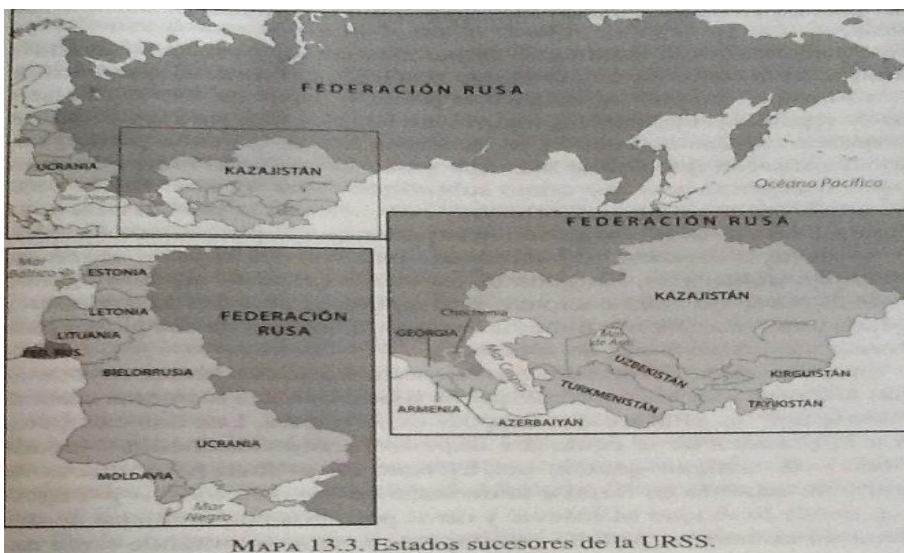 FEDERACIÓN RUSA
UCRANIA
KAZAJISTÁN
Océano Pacífico
Mar
Báltico
ESTONIA
LETONIA
LITUANIA
FED. RUS.
BIELORRUSIA
FEDERACIÓN
RUSA
UCRANIA
MOLDAVIA
Mar
Negro
FEDERACIÓN RUSA
KAZAJISTÁN
Chechenia
GEORGIA
Mar Caspio
Mar
de Aral
UZBEKISTÁN
TURKMENISTÁN
KIRGUISTÁN
TAYIKISTÁN
ARMENIA
AZERBAIYÁN
MAPA 13.3. Estados sucesores de la URSS.